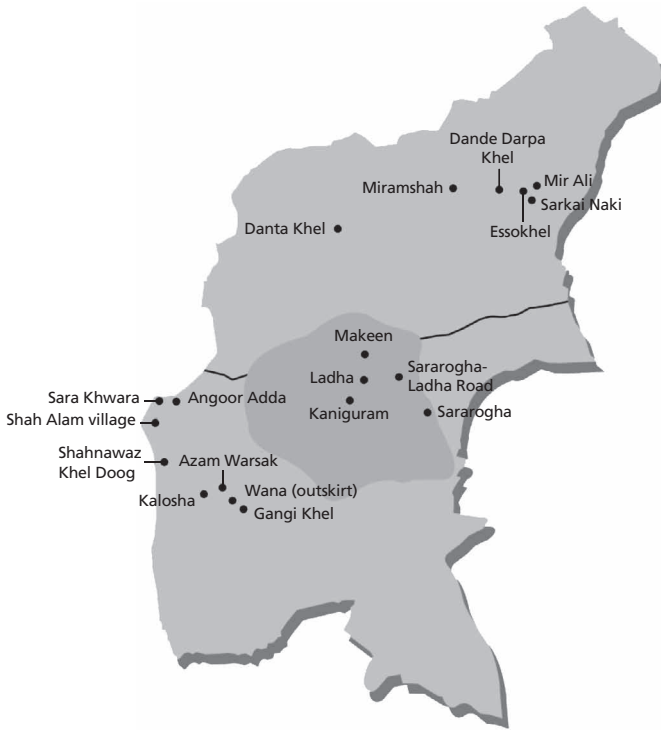 Dande Darpa
Khel
Miramshah
Mir Ali
Sarkai Naki
Essokhel
Danta Khel
Makeen
Ladha
Sararogha-
Ladha Road
Kaniguram
Sararogha
Sara Khwara
Angoor Adda
Shah Alam village
Shahnawaz
Khel Doog
Azam Warsak
Kalosha
Wana (outskirt)
Gangi Khel